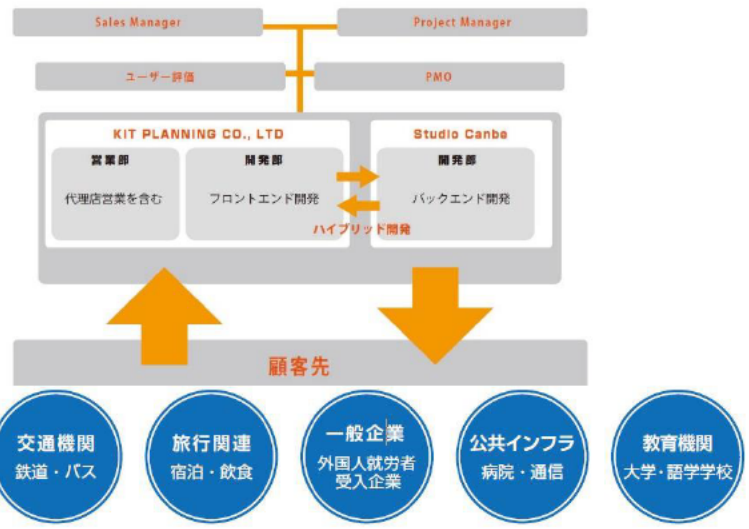 Sales Manager
Project Manager
ユーザー評価
PMO
KIT PLANNING CO., LTD
Studio Canbe
営業部
開発部
開発部
代理店営業を含む
フロントエンド開発
バックエンド開発
ハイブリッド開発
顧客先
交通機関
鉄道・バス
旅行関連
宿泊・飲食
一般企業
外国人就労者
受入企業
公共インフラ
病院・通信
教育機関
大学・語学学校